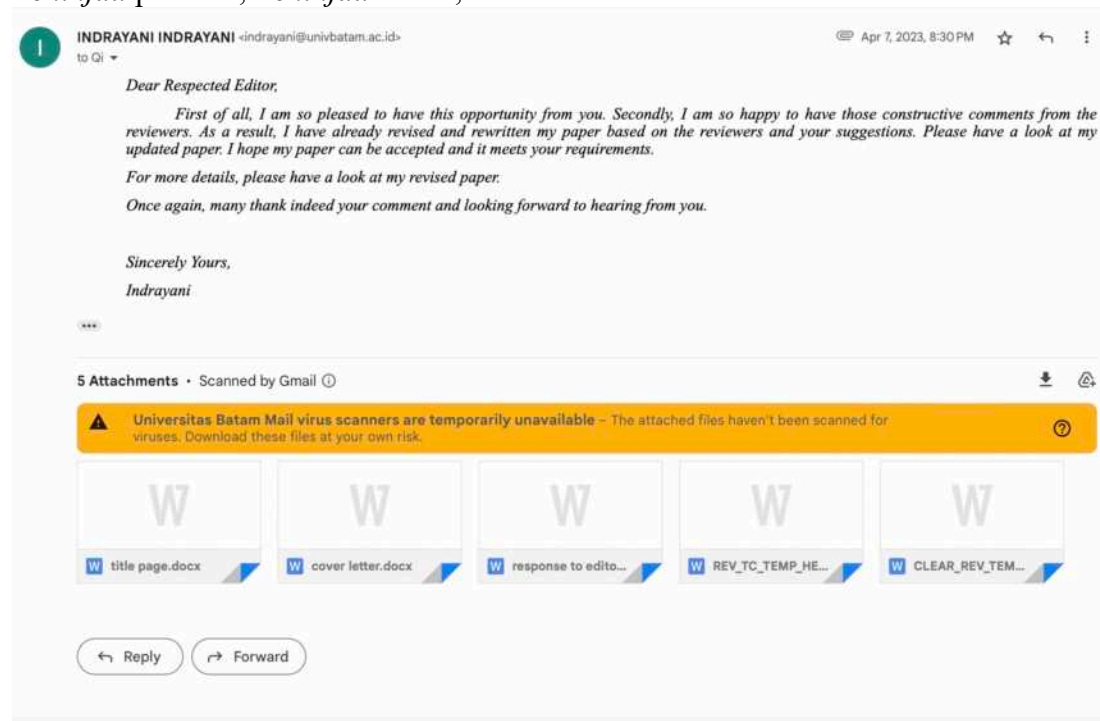 I
INDRAYANI INDRAYANI <indrayani@univbatam.ac.id>
Apr 7, 2023, 8:30 PM
to Qi
Dear Respected Editor,
First of all, I am so pleased to have this opportunity from you. Secondly, I am so happy to have those constructive comments from the
reviewers. As a result, I have already revised and rewritten my paper based on the reviewers and your suggestions. Please have a look at my
updated paper. I hope my paper can be accepted and it meets your requirements.
For more details, please have a look at my revised paper.
Once again, many thank indeed your comment and looking forward to hearing from you.
Sincerely Yours,
Indrayani
5 Attachments • Scanned by Gmail
Universitas Batam Mail virus scanners are temporarily unavailable – The attached files haven't been scanned for
viruses. Download these files at your own risk.
W W W W W
W title page.docx
W cover letter.docx
W response to edito...
W REV_TC_TEMP_HE...
W CLEAR_REV_TEM...
Reply
Forward